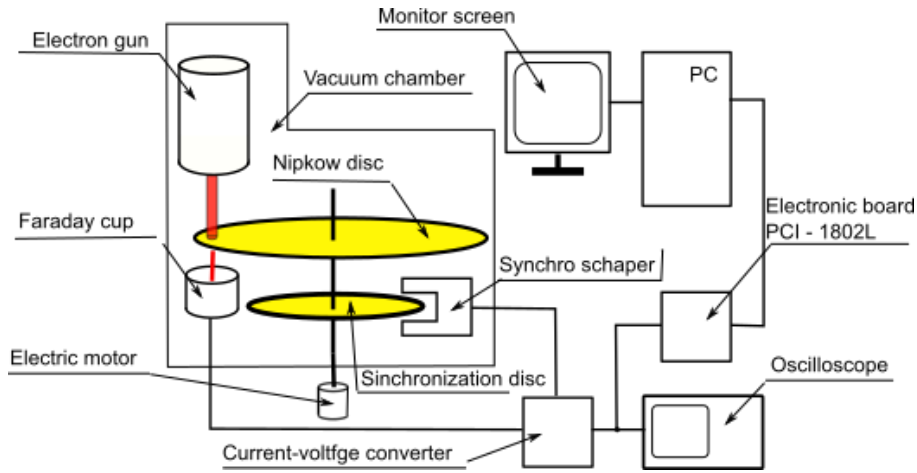 Monitor screen
Electron gun
PC
Vacuum chamber
Nipkow disc
Faraday cup
Electronic board
PCI - 1802L
Synchro schaper
Electric motor
Sinchronization disc
Oscilloscope
Current-voltfge converter